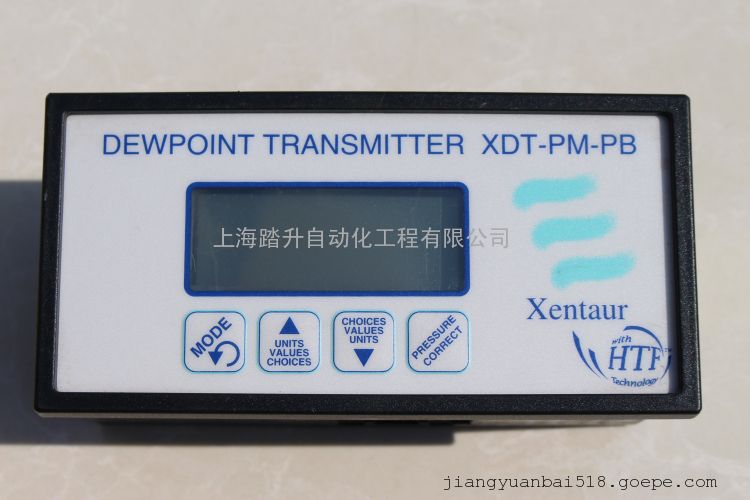 DEWPOINT TRANSMITTER XDT-PM-PB
上海踏升自动化工程有限公司
Xentaur
with
HTF™
Technology
MODE
UNITS
VALUES
CHOICES
CHOICES
VALUES
UNITS
PRESSURE
CORRECT
jiangyuanbai518.goepe.com